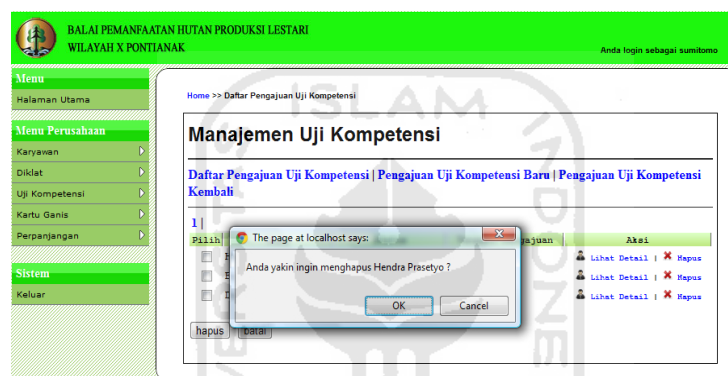 BALAI PEMANFAATAN HUTAN PRODUKSI LESTARI
WILAYAH X PONTIANAK
Anda login sebagai sumitomo
Menu
Halaman Utama
Menu Perusahaan
Karyawan
Diklat
Uji Kompetensi
Kartu Ganis
Perpanjangan
Sistem
Keluar
Home >> Daftar Pengajuan Uji Kompetensi
Manajemen Uji Kompetensi
Daftar Pengajuan Uji Kompetensi | Pengajuan Uji Kompetensi Baru | Pengajuan Uji Kompetensi
Kembali
1 |
Pilih Aksi
Lihat Detail | Hapus
Lihat Detail | Hapus
Lihat Detail | Hapus
hapus batal
The page at localhost says:
Anda yakin ingin menghapus Hendra Prasetyo ?
OK Cancel
ISLAM